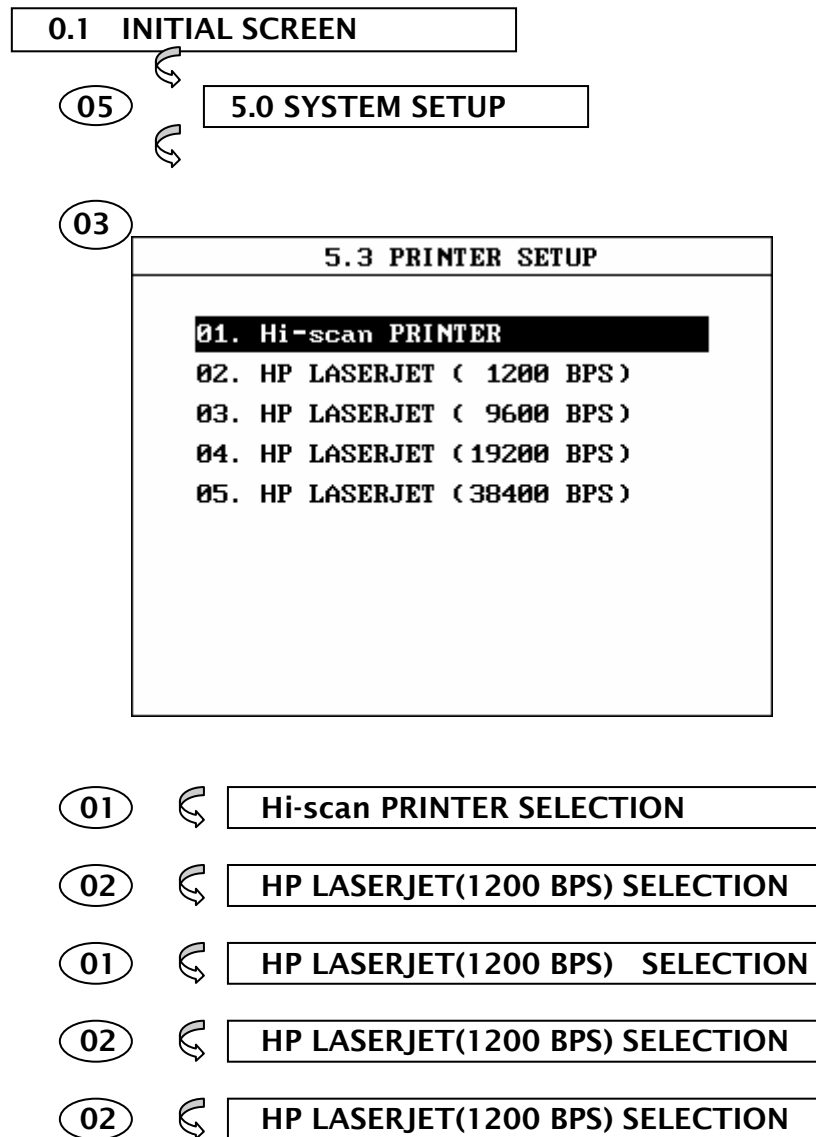 0.1 INITIAL SCREEN
05 5.0 SYSTEM SETUP
03
5.3 PRINTER SETUP
01. Hi-scan PRINTER
02. HP LASERJET ( 1200 BPS)
03. HP LASERJET ( 9600 BPS)
04. HP LASERJET (19200 BPS)
05. HP LASERJET (38400 BPS)
01 Hi-scan PRINTER SELECTION
02 HP LASERJET(1200 BPS) SELECTION
01 HP LASERJET(1200 BPS) SELECTION
02 HP LASERJET(1200 BPS) SELECTION
02 HP LASERJET(1200 BPS) SELECTION